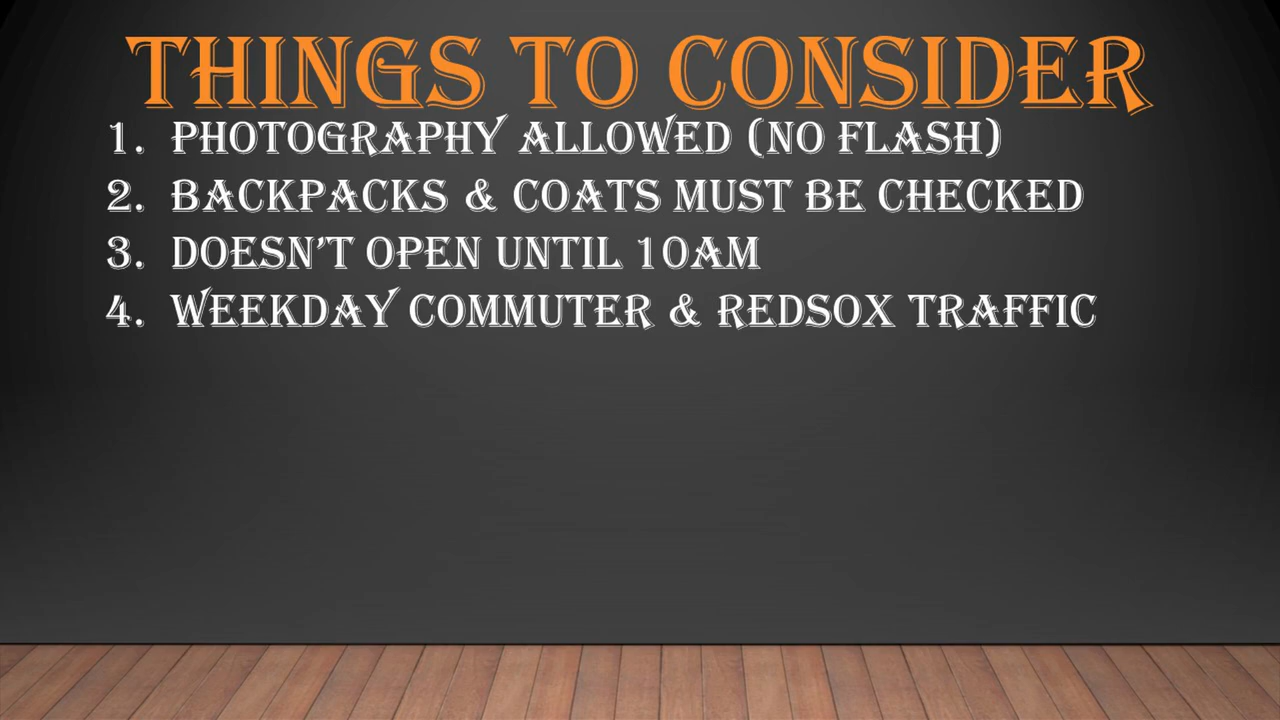 THINGS TO CONSIDER
1. PHOTOGRAPHY ALLOWED (NO FLASH)
2. BACKPACKS & COATS MUST BE CHECKED
3. DOESN'T OPEN UNTIL 10AM
4. WEEKDAY COMMUTER & REDSOX TRAFFIC